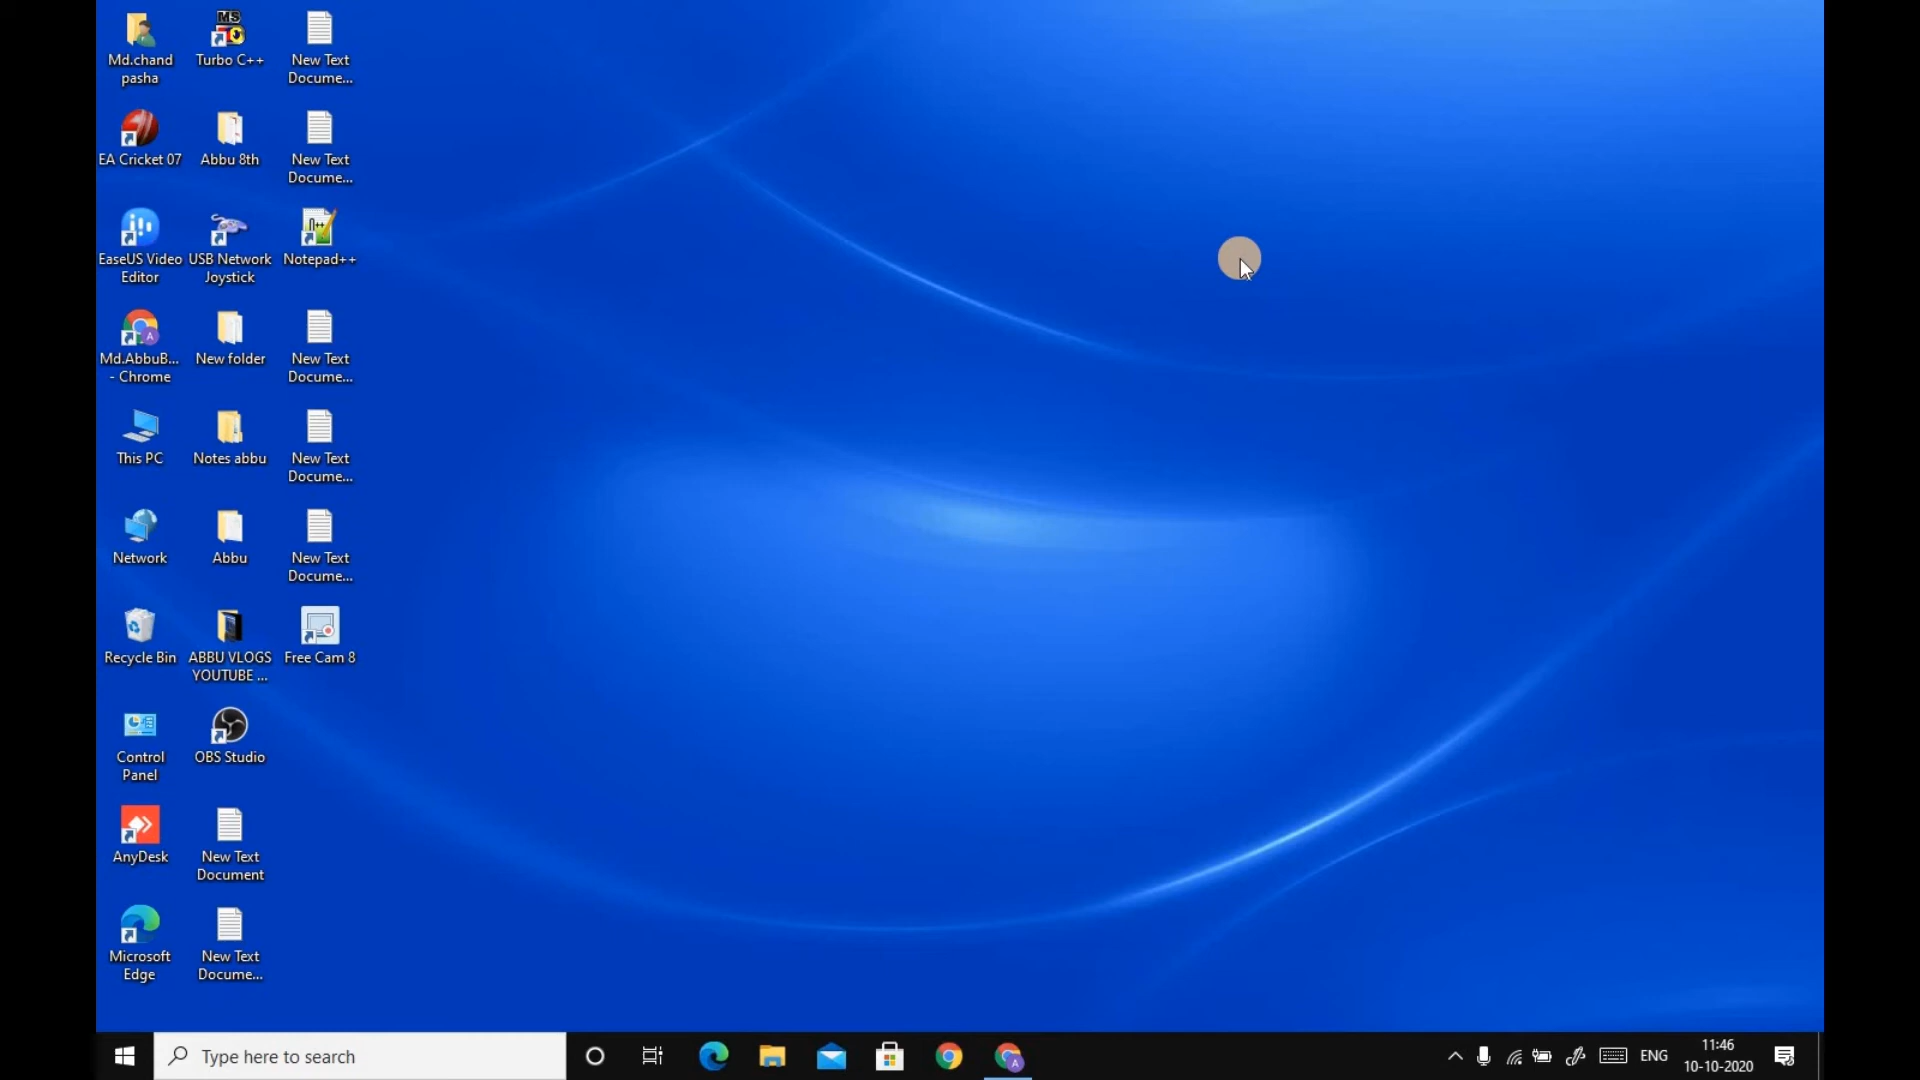 Md.chand
pasha
Turbo C++
New Text
Docume...
EA Cricket 07
Abbu 8th
New Text
Docume...
EaseUS Video
Editor
USB Network
Joystick
Notepad++
Md.AbbuB...
- Chrome
New folder
New Text
Docume...
This PC
Notes abbu
New Text
Docume...
Network
Abbu
New Text
Docume...
Recycle Bin
ABBU VLOGS
YOUTUBE ...
Free Cam 8
Control
Panel
OBS Studio
AnyDesk
New Text
Document
Microsoft
Edge
New Text
Docume...
Type here to search
ENG
11:46
10-10-2020